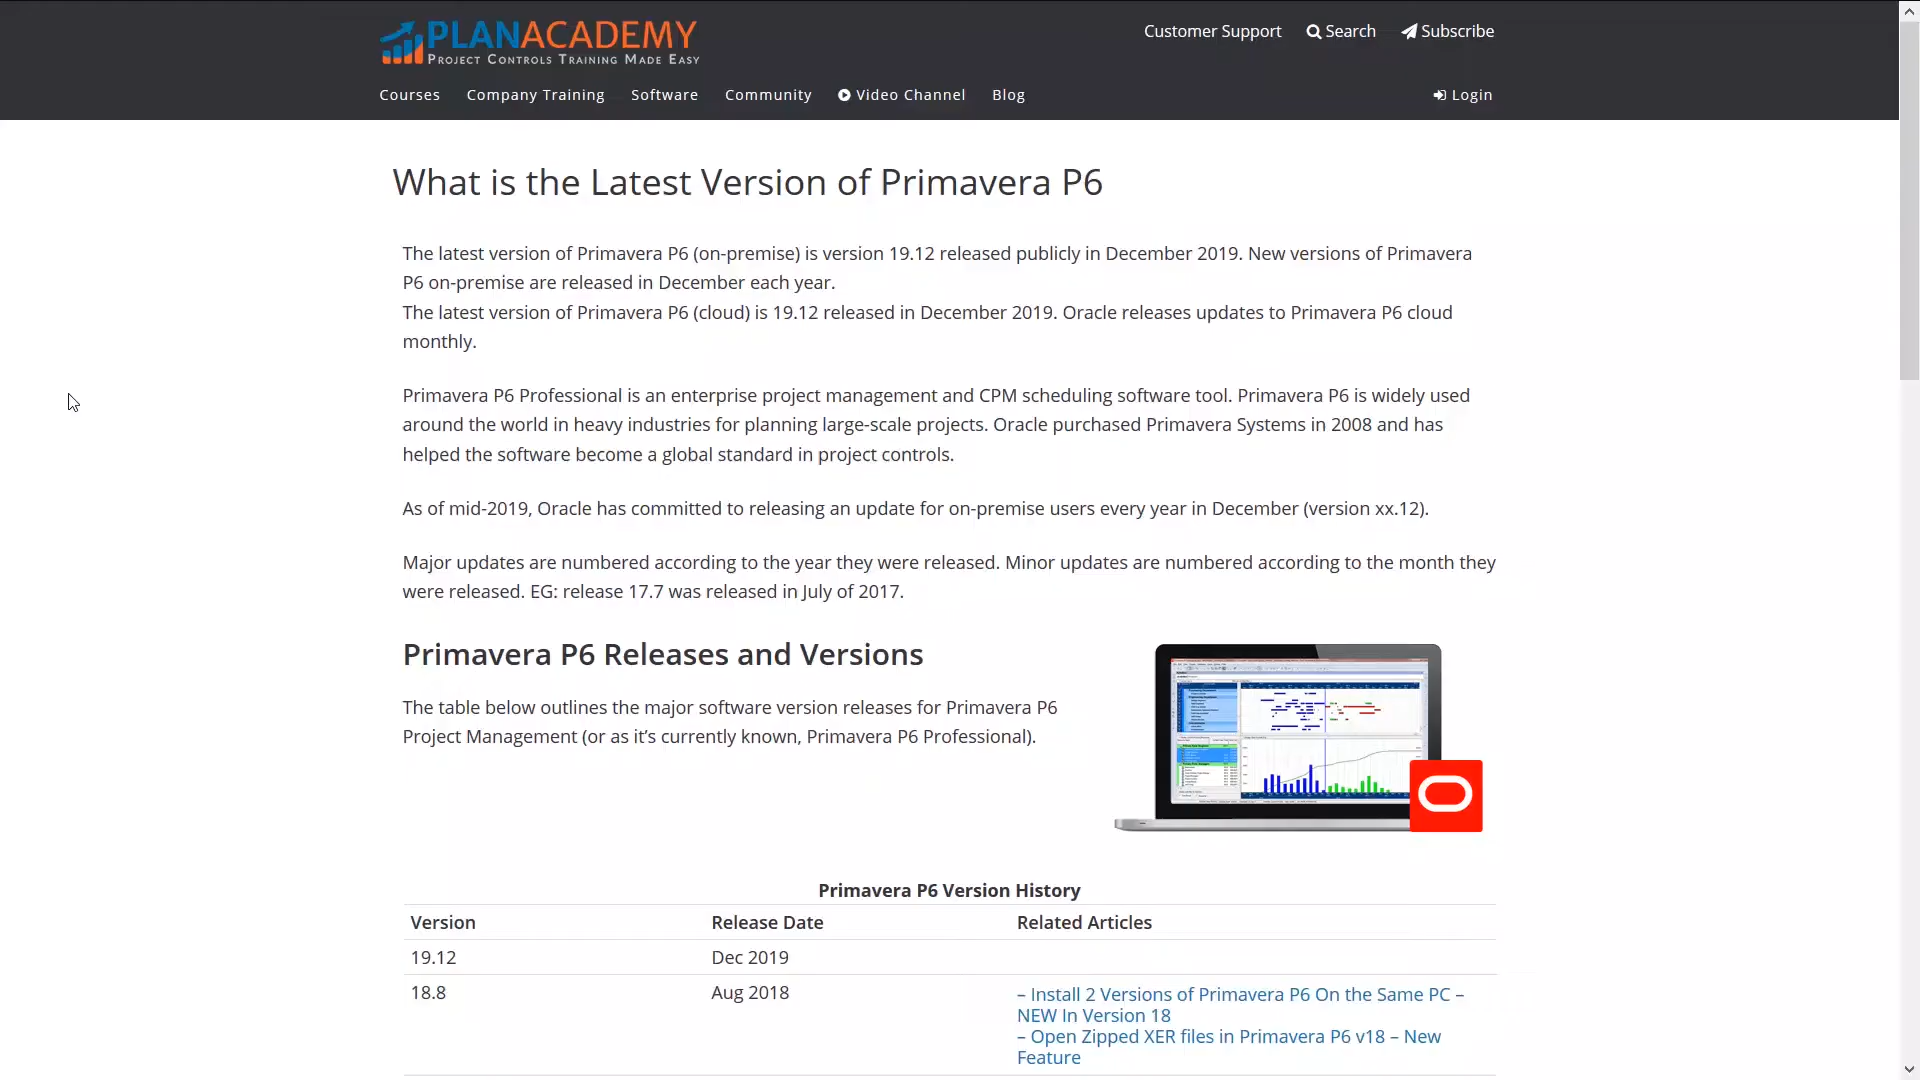 PLANACADEMY
PROJECT CONTROLS TRAINING MADE EASY
Customer Support
Search
Subscribe
Courses
Company Training
Software
Community
Video Channel
Blog
Login
What is the Latest Version of Primavera P6
The latest version of Primavera P6 (on-premise) is version 19.12 released publicly in December 2019. New versions of Primavera
P6 on-premise are released in December each year.
The latest version of Primavera P6 (cloud) is 19.12 released in December 2019. Oracle releases updates to Primavera P6 cloud
monthly.
Primavera P6 Professional is an enterprise project management and CPM scheduling software tool. Primavera P6 is widely used
around the world in heavy industries for planning large-scale projects. Oracle purchased Primavera Systems in 2008 and has
helped the software become a global standard in project controls.
As of mid-2019, Oracle has committed to releasing an update for on-premise users every year in December (version xx.12).
Major updates are numbered according to the year they were released. Minor updates are numbered according to the month they
were released. EG: release 17.7 was released in July of 2017.
Primavera P6 Releases and Versions
The table below outlines the major software version releases for Primavera P6
Project Management (or as it’s currently known, Primavera P6 Professional).
Primavera P6 Version History
Version Release Date Related Articles
19.12 Dec 2019
18.8 Aug 2018 – Install 2 Versions of Primavera P6 On the Same PC –
NEW In Version 18
– Open Zipped XER files in Primavera P6 v18 – New
Feature